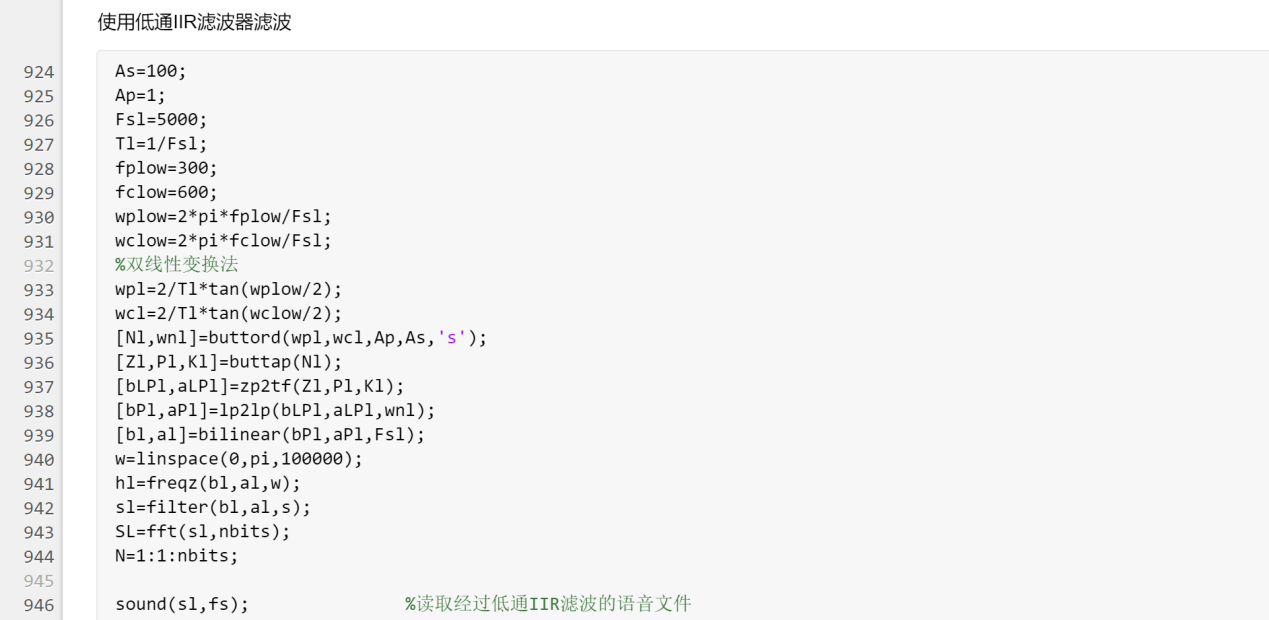 使用低通IIR滤波器滤波
924 As=100;
925 Ap=1;
926 Fsl=5000;
927 Tl=1/Fsl;
928 fplow=300;
929 fclow=600;
930 wplow=2*pi*fplow/Fsl;
931 wclow=2*pi*fclow/Fsl;
932 %双线性变换法
933 wpl=2/Tl*tan(wplow/2);
934 wcl=2/Tl*tan(wclow/2);
935 [Nl,wnl]=buttord(wpl,wcl,Ap,As,'s');
936 [Zl,Pl,Kl]=buttap(Nl);
937 [bLPl,aLPl]=zp2tf(Zl,Pl,Kl);
938 [bPl,aPl]=lp2lp(bLPl,aLPl,wnl);
939 [bl,al]=bilinear(bPl,aPl,Fsl);
940 w=linspace(0,pi,100000);
941 hl=freqz(bl,al,w);
942 sl=filter(bl,al,s);
943 SL=fft(sl,nbits);
944 N=1:1:nbits;
945
946 sound(sl,fs); %读取经过低通IIR滤波的语音文件